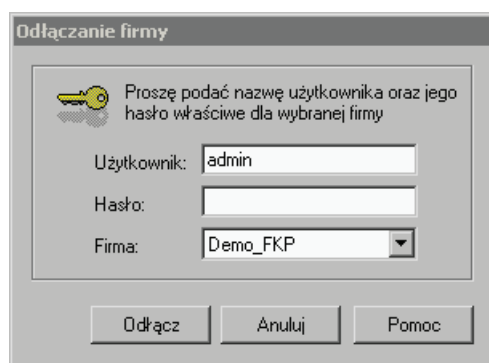 Odłączanie firmy
Proszę podać nazwę użytkownika oraz jego
hasło właściwe dla wybranej firmy
Użytkownik: admin
Hasło:
Firma: Demo_FKP
Odłącz Anuluj Pomoc